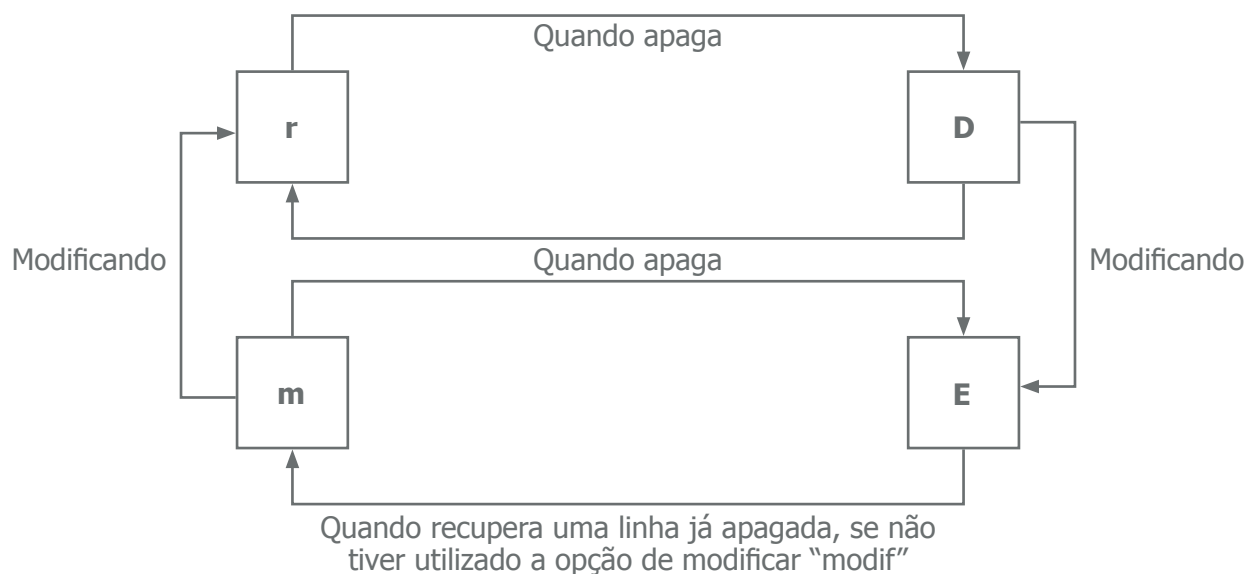 Quando apaga
r
D
Modificando
Quando apaga
Modificando
m
E
Quando recupera uma linha já apagada, se não
tiver utilizado a opção de modificar “modif”